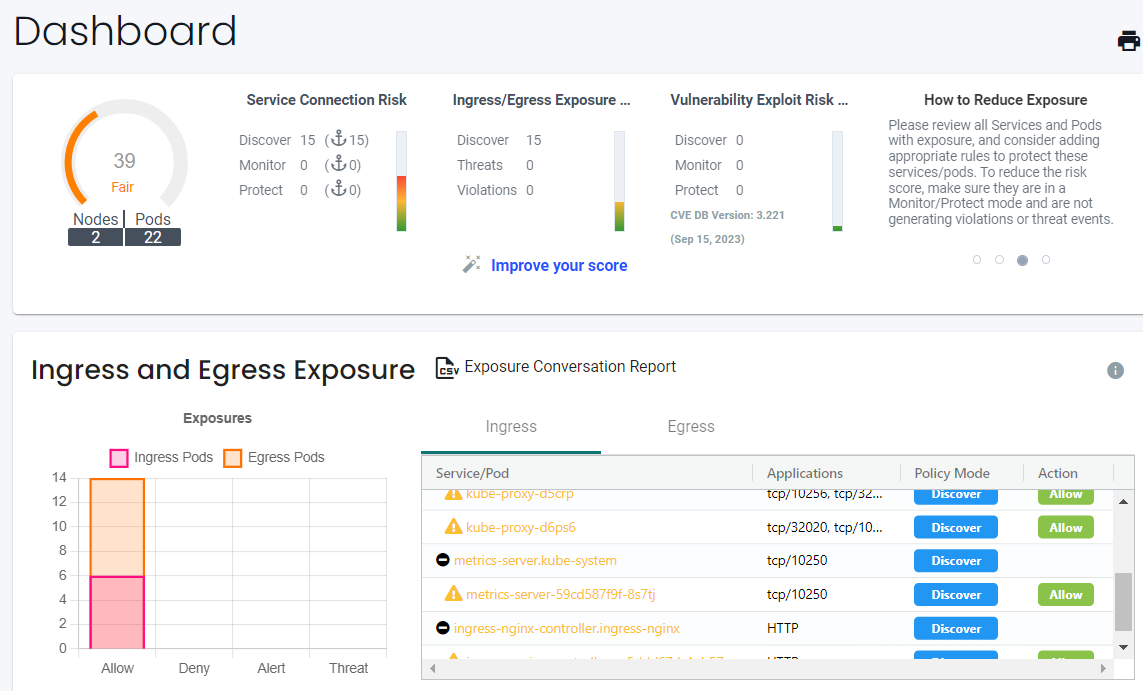 Dashboard
39
Fair
Nodes Pods
2 22
Service Connection Risk
Discover 15 (15)
Monitor 0 (0)
Protect 0 (0)
Ingress/Egress Exposure ...
Discover 15
Threats 0
Violations 0
Vulnerability Exploit Risk ...
Discover 0
Monitor 0
Protect 0
CVE DB Version: 3.221
(Sep 15, 2023)
Improve your score
How to Reduce Exposure
Please review all Services and Pods
with exposure, and consider adding
appropriate rules to protect these
services/pods. To reduce the risk
score, make sure they are in a
Monitor/Protect mode and are not
generating violations or threat events.
Ingress and Egress Exposure
CSV Exposure Conversation Report
Exposures
Ingress Pods Egress Pods
14
12
10
8
6
4
2
0
Allow Deny Alert Threat
Ingress Egress
Service/Pod Applications Policy Mode Action
kube-proxy-d5crp tcp/10256, tcp/32... Discover Allow
kube-proxy-d6ps6 tcp/32020, tcp/10... Discover Allow
metrics-server.kube-system tcp/10250 Discover
metrics-server-59cd587f9f-8s7tj tcp/10250 Discover Allow
ingress-nginx-controller.ingress-nginx HTTP Discover